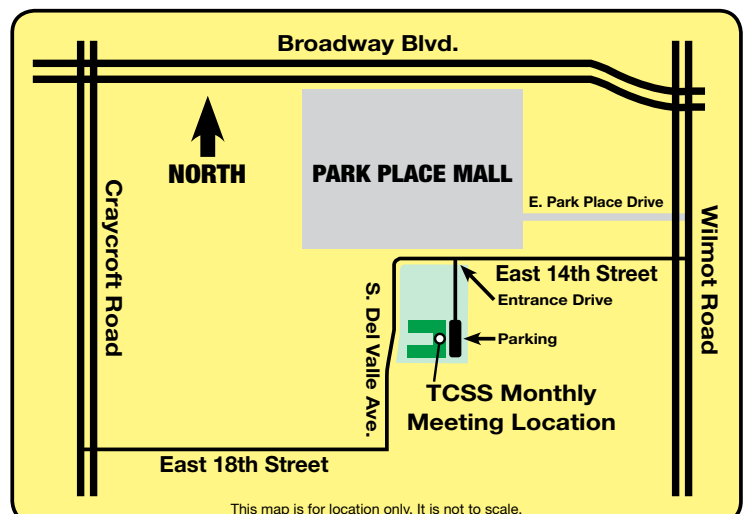 Broadway Blvd.
NORTH
PARK PLACE MALL
Craycroft Road
E. Park Place Drive
Wilmot Road
East 14th Street
Entrance Drive
S. Del Valle Ave.
Parking
TCSS Monthly
Meeting Location
East 18th Street
This map is for location only. It is not to scale.